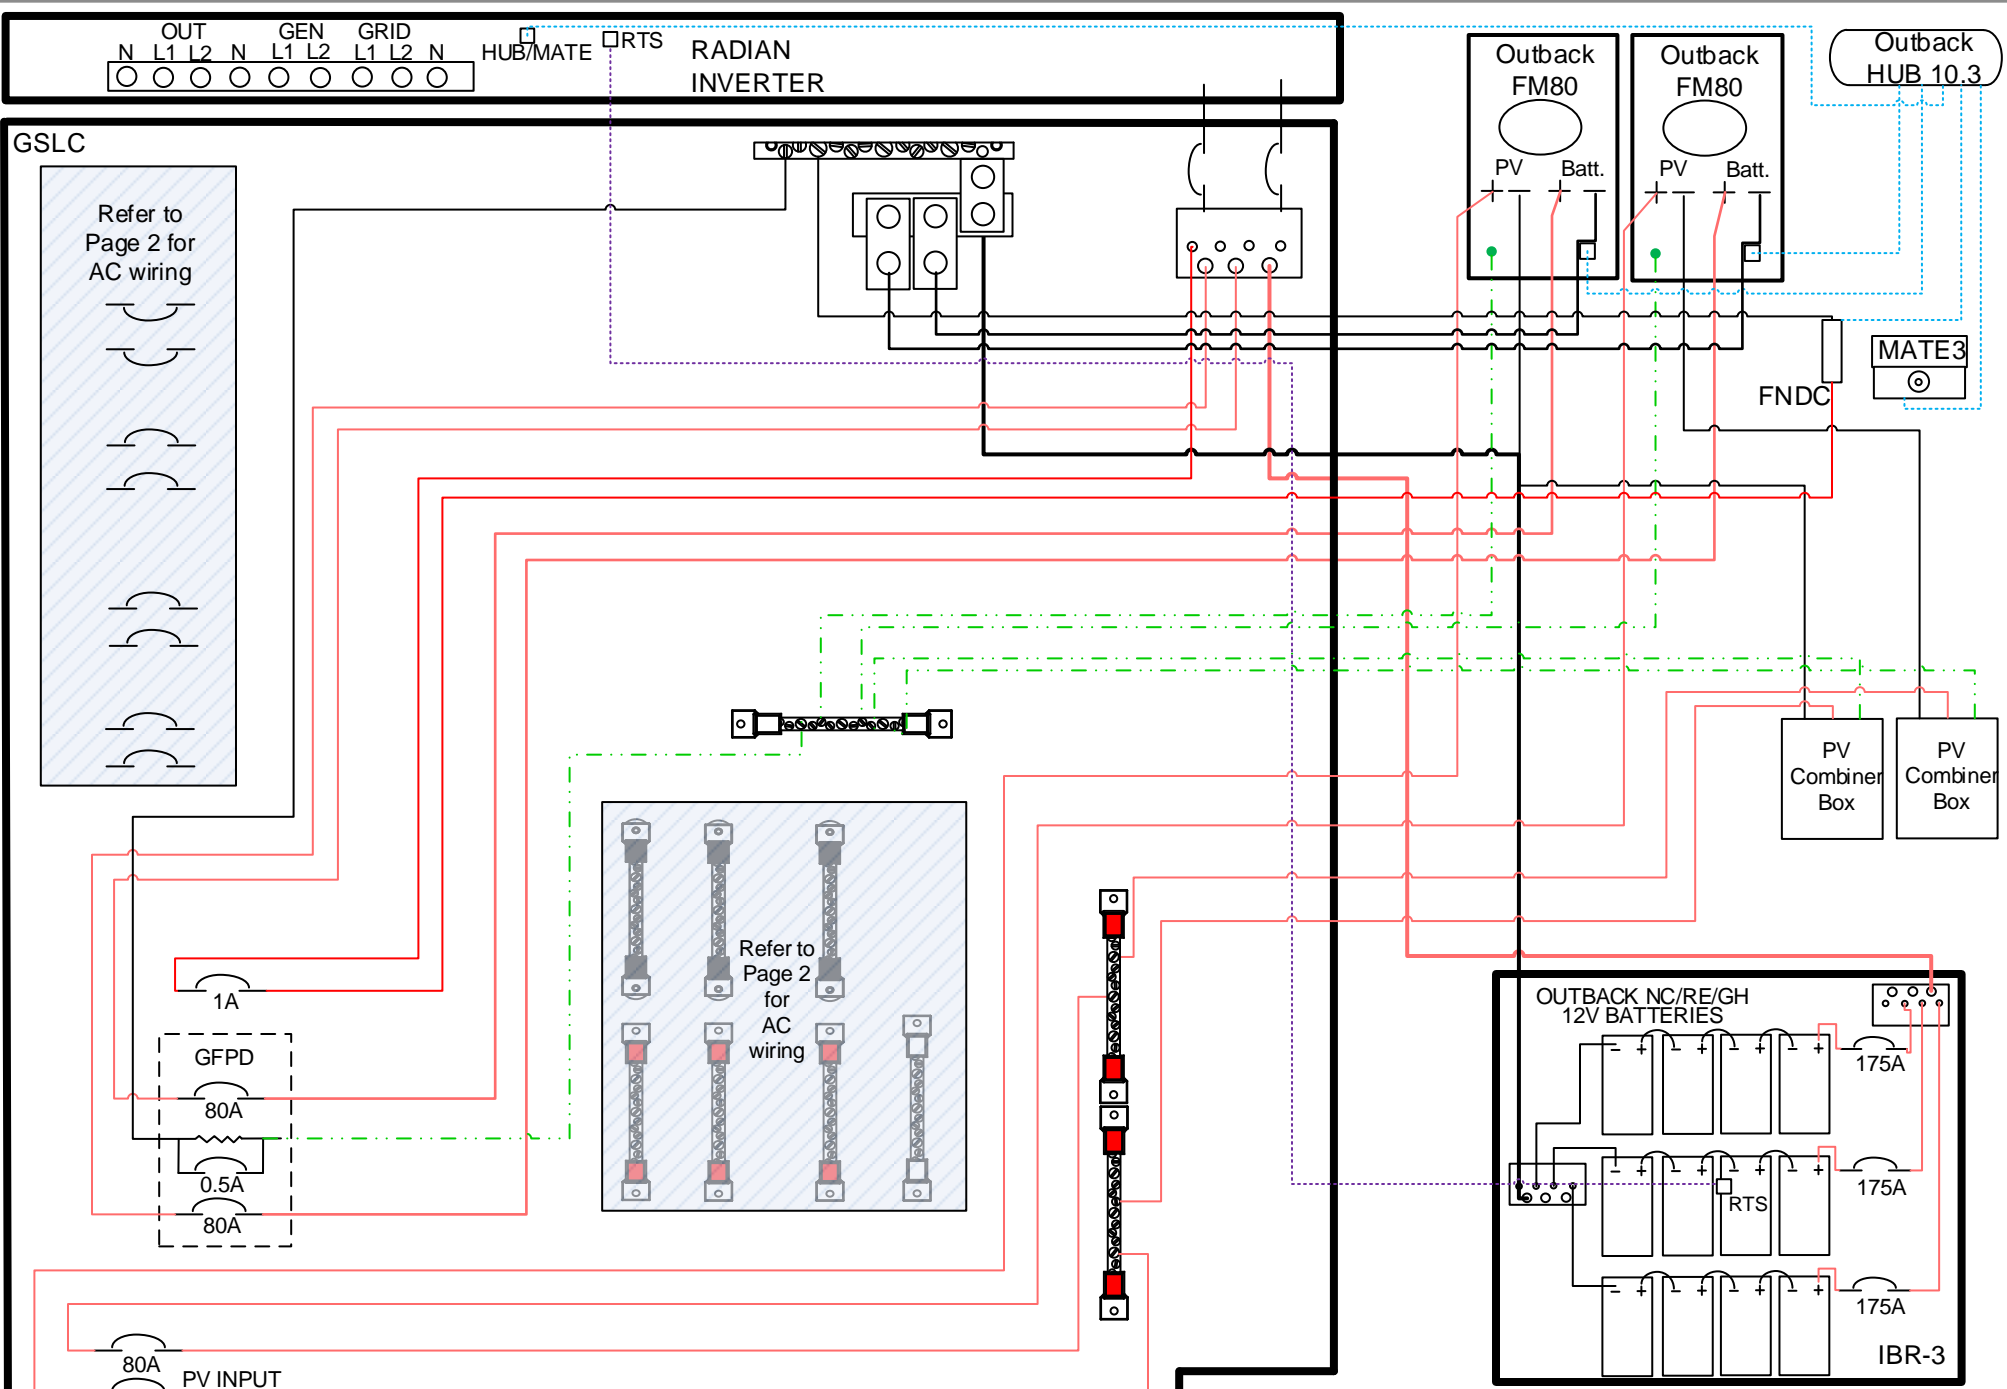 OUT
GEN
GRID
N L1 L2 N L1 L2 L1 L2 N
HUB/MATE
RTS
RADIAN
INVERTER
Outback
FM80
PV
Batt.
Outback
FM80
PV
Batt.
Outback
HUB 10.3
GSLC
Refer to
Page 2 for
AC wiring
MATE3
FNDC
PV
Combiner
Box
PV
Combiner
Box
1A
GFPD
80A
0.5A
80A
Refer to
Page 2
for
AC
wiring
OUTBACK NC/RE/GH
12V BATTERIES
- + - + - + - +
175A
- + - + - + - +
175A
RTS
- + - + - + - +
175A
IBR-3
80A
PV INPUT